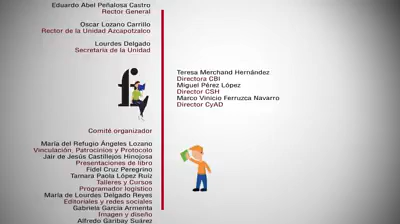 Eduardo Abel Peñalosa Castro
Rector General
Oscar Lozano Carrillo
Rector de la Unidad Azcapotzalco
Lourdes Delgado
Secretaria de la Unidad
Teresa Merchand Hernández
Directora CBI
Miguel Pérez López
Director CSH
Marco Vinicio Ferruzca Navarro
Director CyAD
fi
Comité organizador
María del Refugio Ángeles Lozano
Vinculación, Patrocinios y Protocolo
Jair de Jesús Castillejos Hinojosa
Presentaciones de libro
Fidel Cruz Peregrino
Tamara Paola López Ruíz
Talleres y Cursos
Programador logístico
María de Lourdes Delgado Reyes
Editoriales y redes sociales
Gabriela García Armenta
Imagen y diseño
Alfredo Garibay Suárez